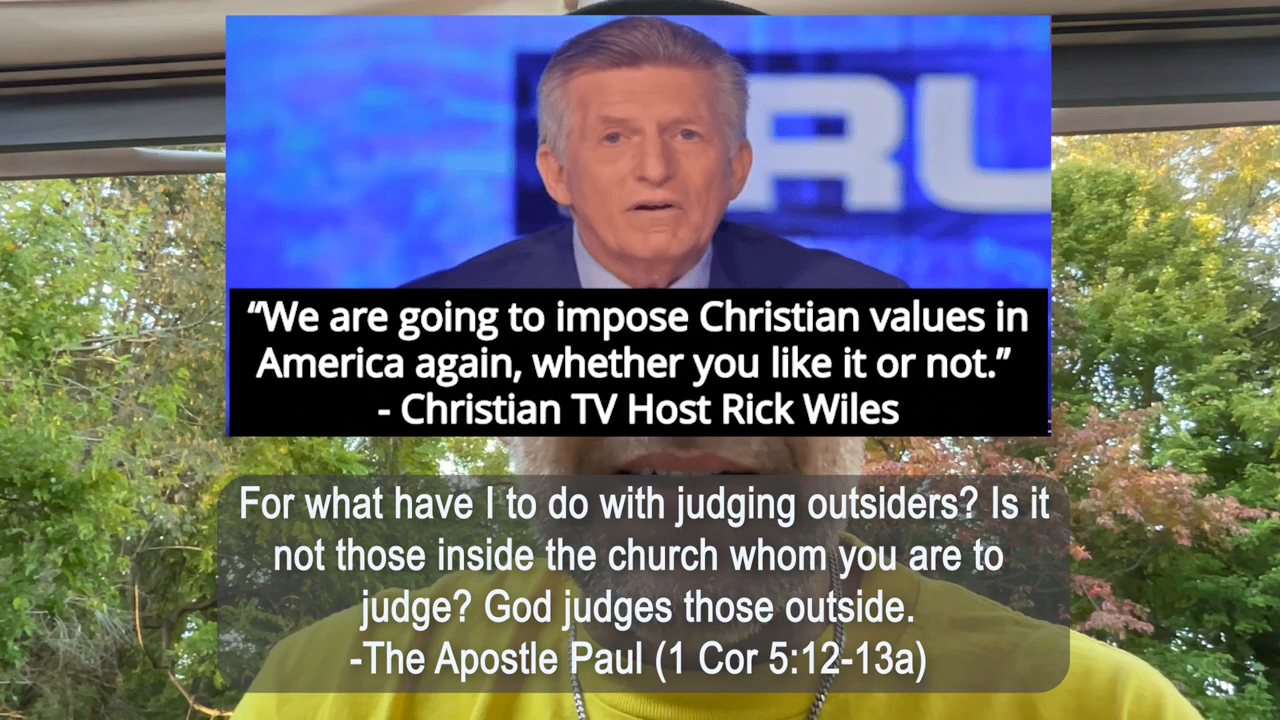 RU
“We are going to impose Christian values in
America again, whether you like it or not.”
- Christian TV Host Rick Wiles
For what have I to do with judging outsiders? Is it
not those inside the church whom you are to
judge? God judges those outside.
-The Apostle Paul (1 Cor 5:12-13a)